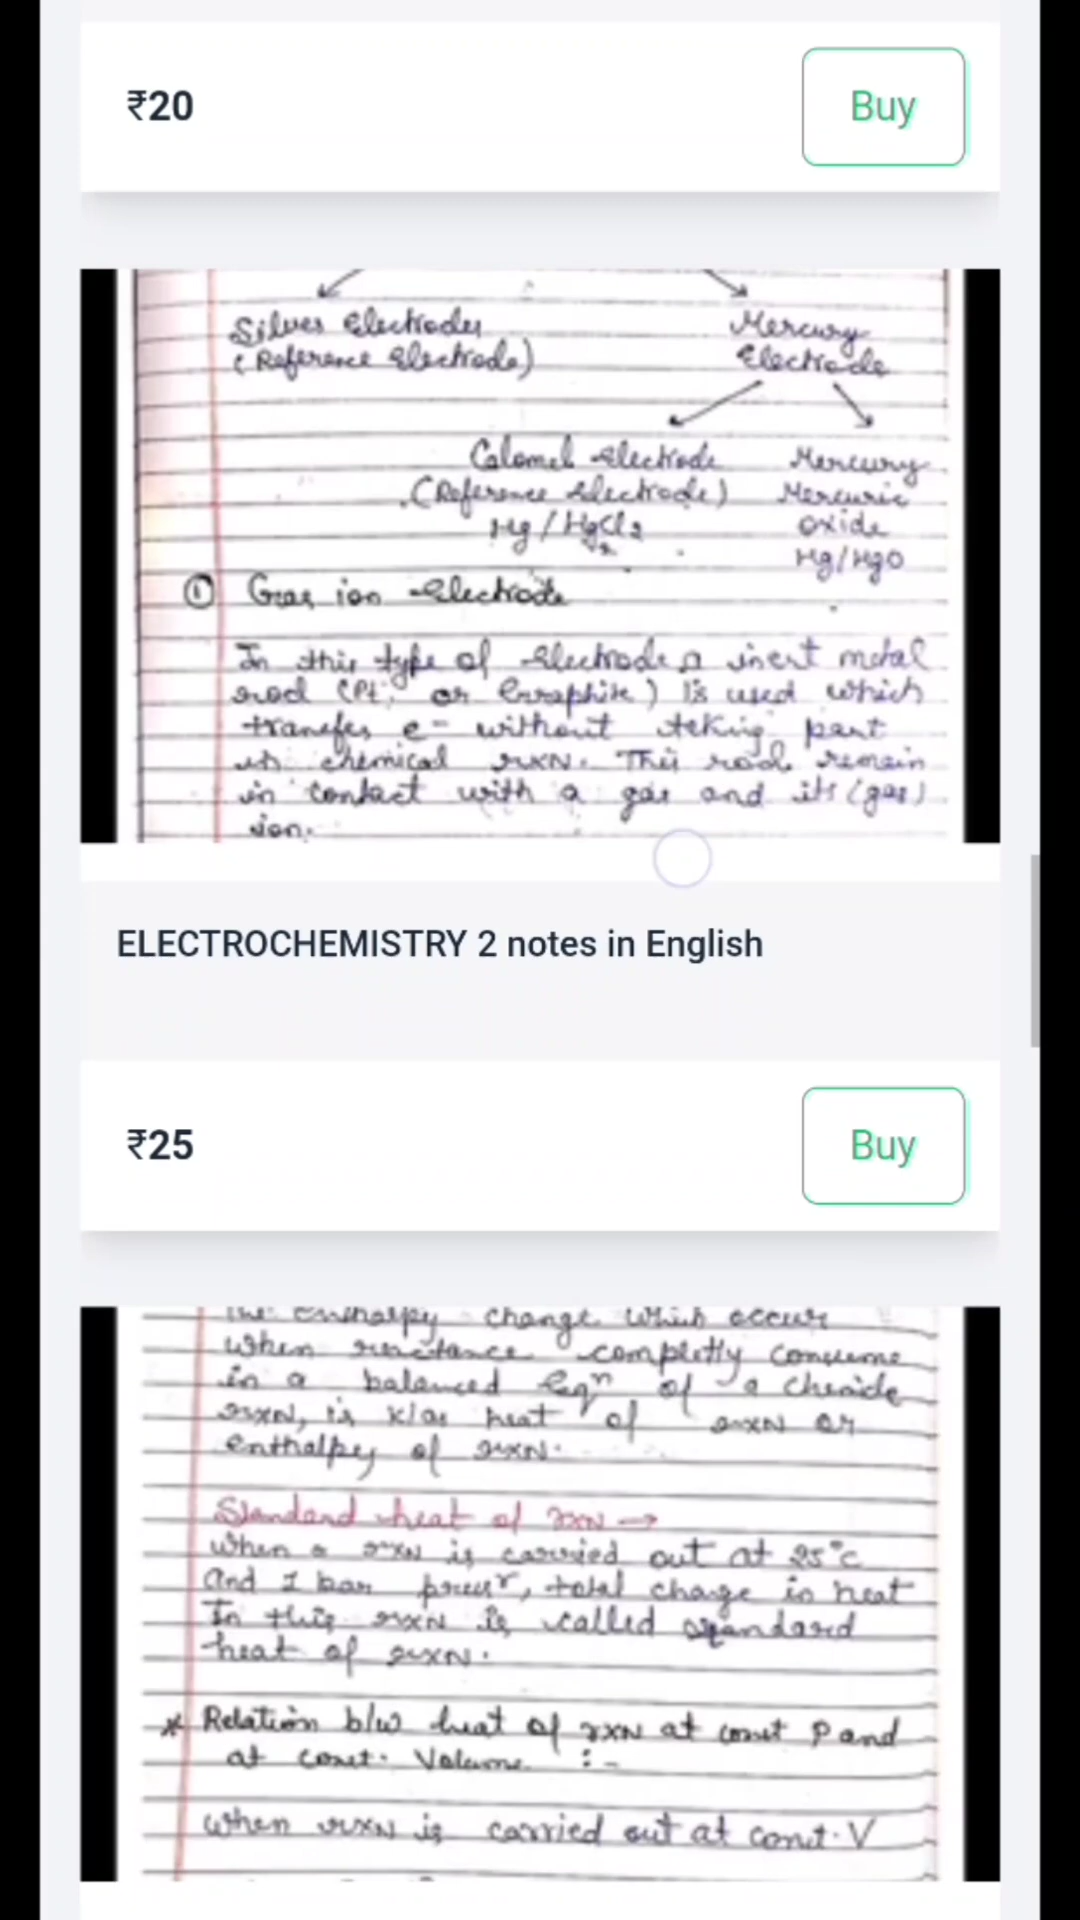 ₹20
Buy
Silver Electrodes
Mercury
(Reference Electrode)
Electrode
Calomel Electrode
Mercury
(Reference Electrode)
Mercuric
Hg/HgCl2
oxide
Hg/HgO
① Gas ion Electrode
In this type of Electrode a inert metal
rod (Pt, or Graphite) is used which
transfer e- without taking part
in chemical rxN. This rod remain
in contact with a gas and its (gas)
ion.
ELECTROCHEMISTRY 2 notes in English
₹25
Buy
the enthalpy change which occur
when reactance completly consume
in a balanced Eqn of a
rxN, is k/as heat of rxN or
enthalpy of rxN.
Standard heat of rxN →
when a rxN is carried out at 25°c
and 1 bar total change in heat
In this rxN is called standard
heat of rxN.
* Relation b/w heat of rxN at const P and
at const. Volume :-
when rxN is carried out at const. V